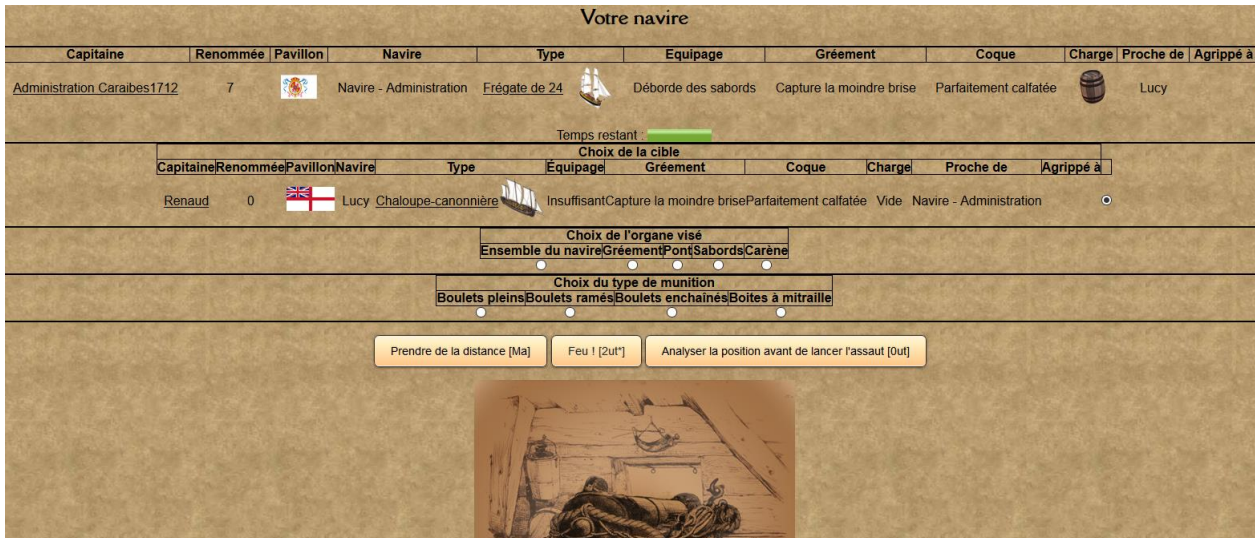 Votre navire
Capitaine Renommée Pavillon Navire Type Equipage Gréement Coque Charge Proche de Agrippé à
Administration Caraibes1712 7 Navire - Administration Frégate de 24 Déborde des sabords Capture la moindre brise Parfaitement calfatée Lucy
Temps restant :
Choix de la cible
Capitaine Renommée Pavillon Navire Type Équipage Gréement Coque Charge Proche de Agrippé à
Renaud 0 Lucy Chaloupe-canonnière Insuffisant Capture la moindre brise Parfaitement calfatée Vide Navire - Administration
Choix de l'organe visé
Ensemble du navire Gréement Pont Sabords Carène
Choix du type de munition
Boulets pleins Boulets ramés Boulets enchaînés Boites à mitraille
Prendre de la distance [Ma] Feu ! [2ut*] Analyser la position avant de lancer l'assaut [0ut]